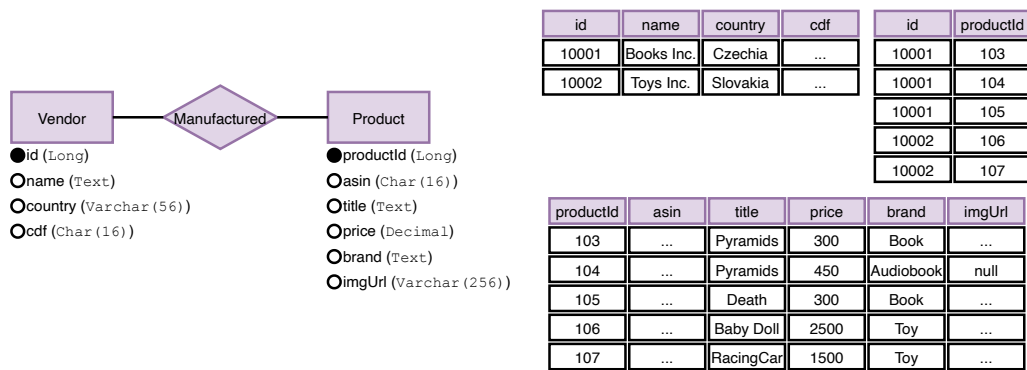 Vendor
Manufactured
Product
id (Long)
name (Text)
country (Varchar(56))
cdf (Char(16))
productId (Long)
asin (Char(16))
title (Text)
price (Decimal)
brand (Text)
imgUrl (Varchar(256))
id name country cdf
10001 Books Inc. Czechia ...
10002 Toys Inc. Slovakia ...
id productId
10001 103
10001 104
10001 105
10002 106
10002 107
productId asin title price brand imgUrl
103 ... Pyramids 300 Book ...
104 ... Pyramids 450 Audiobook null
105 ... Death 300 Book ...
106 ... Baby Doll 2500 Toy ...
107 ... RacingCar 1500 Toy ...